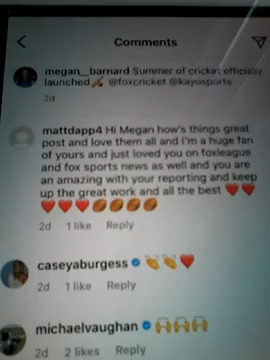 Comments
megan__barnard Summer of cricket officially
launched🏏 @foxcricket @kayosports
2d
mattdapp4 Hi Megan how's things great
post and love them all and I'm a huge fan
of yours and just loved you on foxleague
and fox sports news as well and you are
an amazing with your reporting and keep
up the great work and all the best ❤️❤️
❤️❤️❤️🏉🏉🏉🏉
2d 1 like Reply
caseyaburgess 👏👏❤️
2d 1 like Reply
michaelvaughan 🙌🙌🙌
2d 2 likes Reply